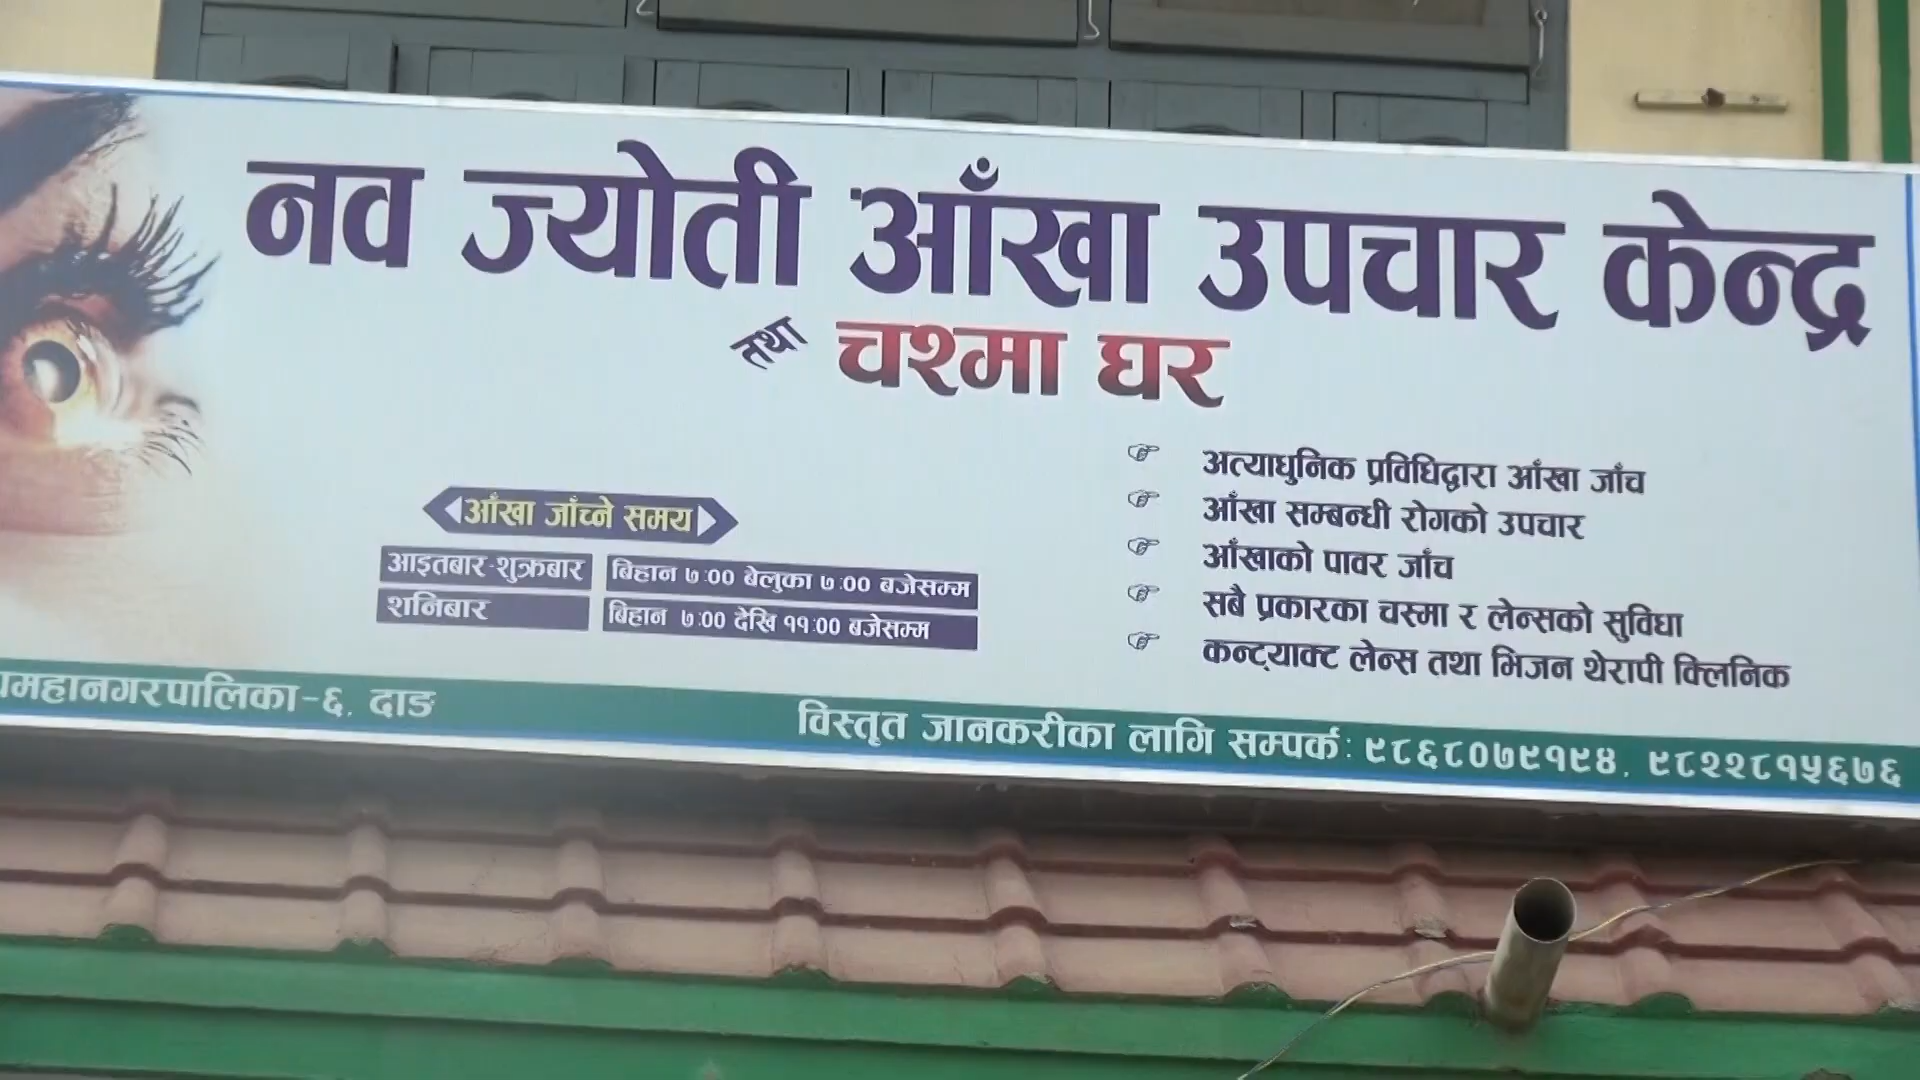 नव ज्योती आँखा उपचार केन्द्र
तथा चश्मा घर
आँखा जाँच्ने समय
आइतबार-शुक्रबार बिहान ७:०० बेलुका ७:०० बजेसम्म
शनिबार बिहान ७:०० देखि ११:०० बजेसम्म
अत्याधुनिक प्रविधिद्वारा आँखा जाँच
आँखा सम्बन्धी रोगको उपचार
आँखाको पावर जाँच
सबै प्रकारका चस्मा र लेन्सको सुविधा
कन्ट्याक्ट लेन्स तथा भिजन थेरापी क्लिनिक
पमहानगरपालिका-६, दाङ
विस्तृत जानकरीका लागि सम्पर्क: ९८६८०७९१९४, ९८२२८१५६७६